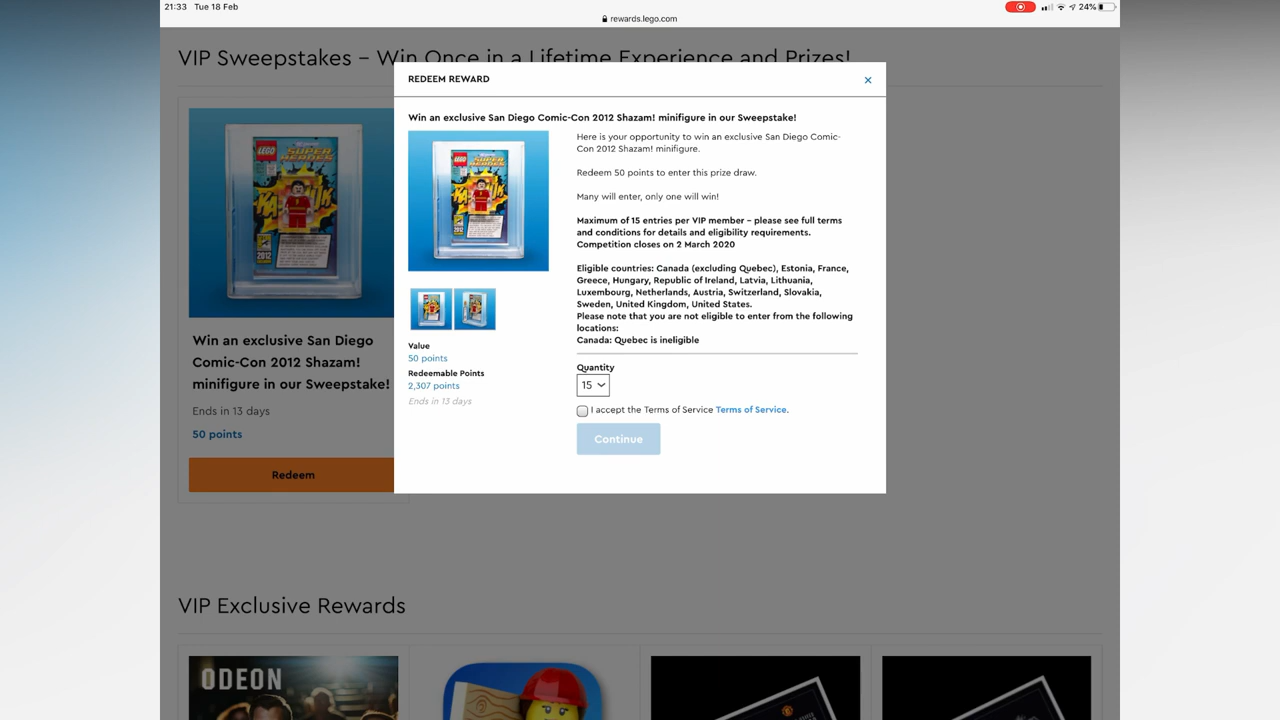 21:33 Tue 18 Feb
24%
rewards.lego.com
VIP Sweepstakes – Win Once in a Lifetime Experience and Prizes!
REDEEM REWARD
Win an exclusive San Diego Comic-Con 2012 Shazam! minifigure in our Sweepstake!
Here is your opportunity to win an exclusive San Diego Comic-
Con 2012 Shazam! minifigure.
Redeem 50 points to enter this prize draw.
Many will enter, only one will win!
Maximum of 15 entries per VIP member – please see full terms
and conditions for details and eligibility requirements.
Competition closes on 2 March 2020
Eligible countries: Canada (excluding Quebec), Estonia, France,
Greece, Hungary, Republic of Ireland, Latvia, Lithuania,
Luxembourg, Netherlands, Austria, Switzerland, Slovakia,
Sweden, United Kingdom, United States.
Please note that you are not eligible to enter from the following
locations:
Canada: Quebec is ineligible
Value
50 points
Redeemable Points
2,307 points
Ends in 13 days
Quantity
15
I accept the Terms of Service Terms of Service.
Continue
LEGO
SUPER HEROES
2012
Win an exclusive San Diego
Comic-Con 2012 Shazam!
minifigure in our Sweepstake!
Ends in 13 days
50 points
Redeem
VIP Exclusive Rewards
ODEON